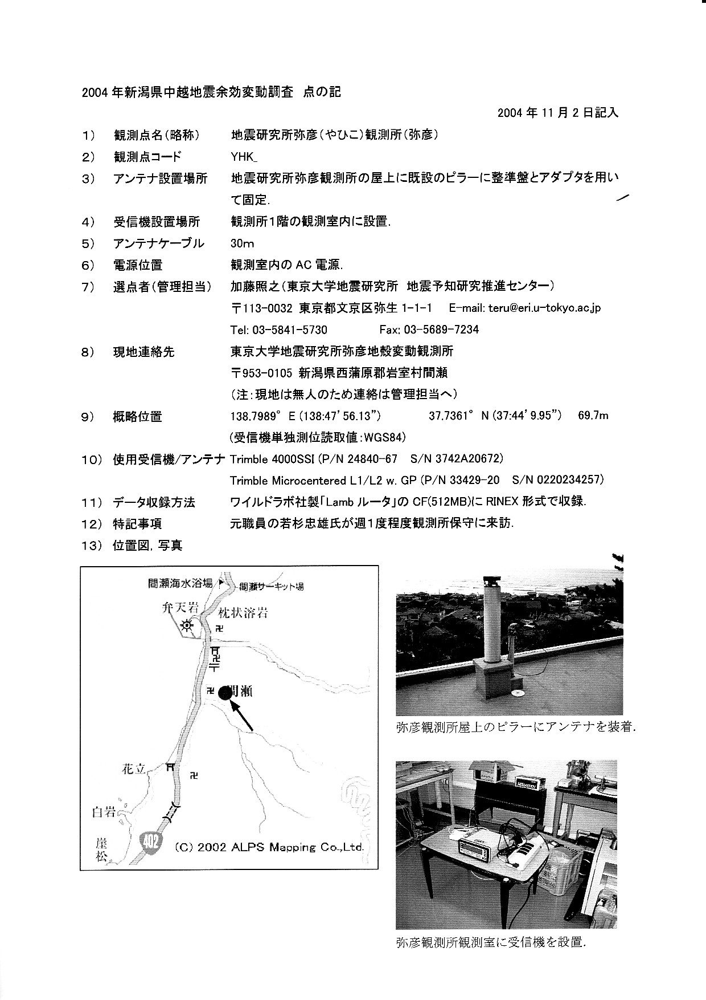 2004 年新潟県中越地震余効変動調査　点の記
2004 年 11 月 2 日記入
1)　観測点名(略称)　地震研究所弥彦(やひこ)観測所(弥彦)
2)　観測点コード　YHK_
3)　アンテナ設置場所　地震研究所弥彦観測所の屋上に既設のピラーに整準盤とアダプタを用い
て固定.
4)　受信機設置場所　観測所1階の観測室内に設置.
5)　アンテナケーブル　30m
6)　電源位置　観測室内の AC 電源.
7)　選点者(管理担当)　加藤照之(東京大学地震研究所　地震予知研究推進センター)
〒113-0032 東京都文京区弥生 1-1-1　E-mail: teru@eri.u-tokyo.ac.jp
Tel: 03-5841-5730　Fax: 03-5689-7234
8)　現地連絡先　東京大学地震研究所弥彦地殻変動観測所
〒953-0105 新潟県西蒲原郡岩室村間瀬
(注:現地は無人のため連絡は管理担当へ)
9)　概略位置　138.7989° E (138:47' 56.13")　37.7361° N (37:44' 9.95")　69.7m
(受信機単独測位読取値:WGS84)
10)　使用受信機/アンテナ Trimble 4000SSI (P/N 24840-67　S/N 3742A20672)
Trimble Microcentered L1/L2 w. GP (P/N 33429-20　S/N 0220234257)
11)　データ収録方法　ワイルドラボ社製「Lamb ルータ」の CF(512MB)に RINEX 形式で収録.
12)　特記事項　元職員の若杉忠雄氏が週1度程度観測所保守に来訪.
13)　位置図, 写真
間瀬海水浴場
間瀬サーキット場
弁天岩
枕状溶岩
間瀬
花立
白岩
崖松
402
(C) 2002 ALPS Mapping Co.,Ltd.
弥彦観測所屋上のピラーにアンテナを装着.
弥彦観測所観測室に受信機を設置.